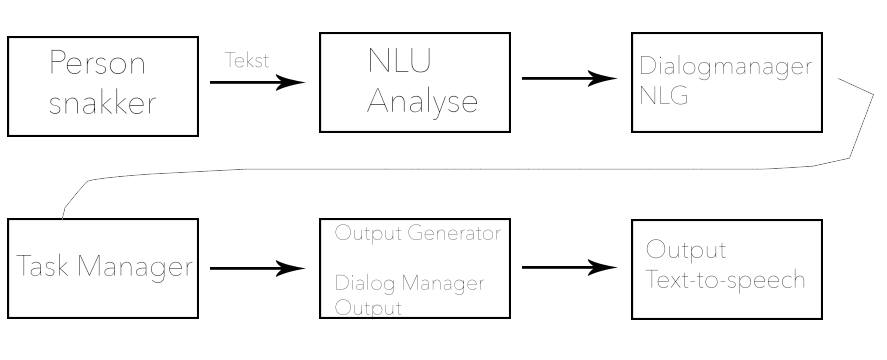 Person
snakker
Tekst
NLU
Analyse
Dialogmanager
NLG
Task Manager
Output Generator
Dialog Manager
Output
Output
Text-to-speech